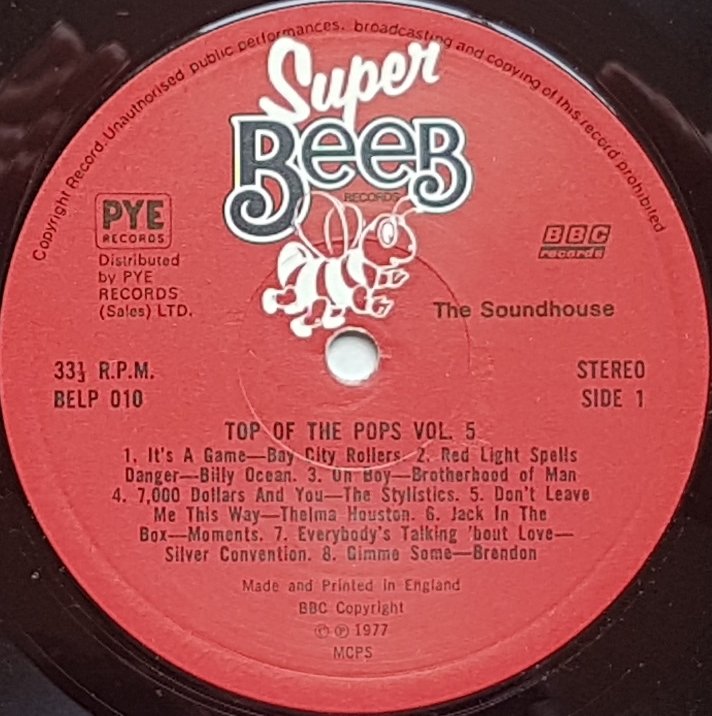 Copyright Record. Unauthorised public performances, broadcasting and copying of this record prohibited
Super
BeeB
RECORDS
PYE
RECORDS
Distributed
by PYE
RECORDS
(Sales) LTD.
BBC
records
The Soundhouse
33⅓ R.P.M.
BELP 010
STEREO
SIDE 1
TOP OF THE POPS VOL. 5
1. It's A Game—Bay City Rollers. 2. Red Light Spells
Danger—Billy Ocean. 3. Oh Boy—Brotherhood of Man
4. 7,000 Dollars And You—The Stylistics. 5. Don't Leave
Me This Way—Thelma Houston. 6. Jack In The
Box—Moments. 7. Everybody's Talking 'bout Love—
Silver Convention. 8. Gimme Some—Brendon
Made and Printed in England
BBC Copyright
© ℗ 1977
MCPS